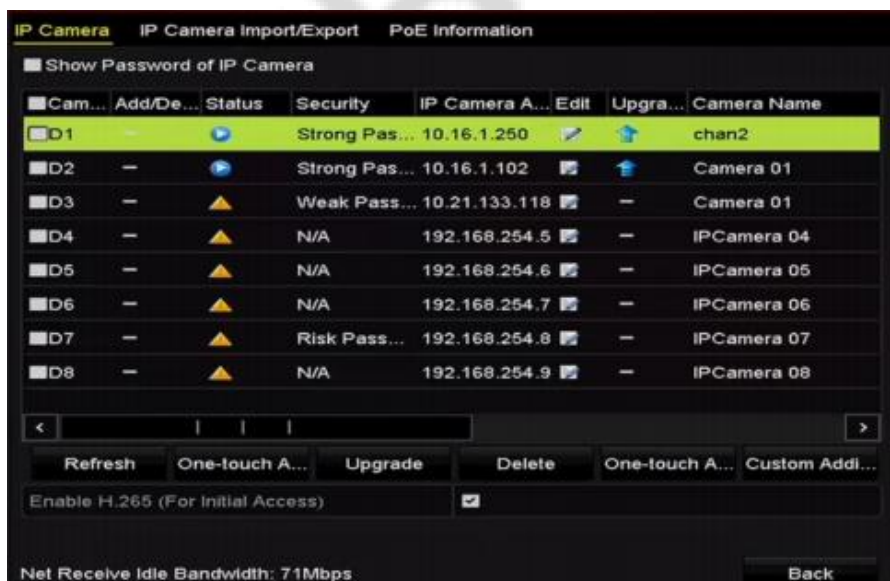 IP Camera IP Camera Import/Export PoE Information
Show Password of IP Camera
Cam... Add/De... Status Security IP Camera A... Edit Upgra... Camera Name
D1 – Strong Pas... 10.16.1.250 chan2
D2 – Strong Pas... 10.16.1.102 Camera 01
D3 – Weak Pass... 10.21.133.118 – Camera 01
D4 – N/A 192.168.254.5 – IPCamera 04
D5 – N/A 192.168.254.6 – IPCamera 05
D6 – N/A 192.168.254.7 – IPCamera 06
D7 – Risk Pass... 192.168.254.8 – IPCamera 07
D8 – N/A 192.168.254.9 – IPCamera 08
Refresh One-touch A... Upgrade Delete One-touch A... Custom Addi...
Enable H.265 (For Initial Access)
Net Receive Idle Bandwidth: 71Mbps Back